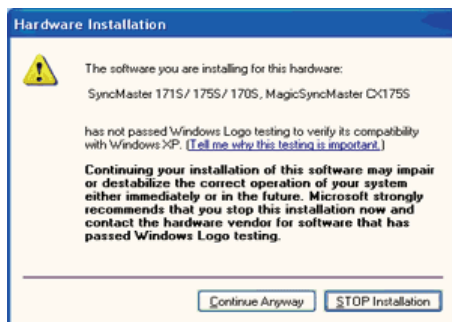 Hardware Installation
The software you are installing for this hardware:
SyncMaster 171S/ 175S/ 170S, MagicSyncMaster CX175S
has not passed Windows Logo testing to verify its compatibility
with Windows XP. (Tell me why this testing is important.)
Continuing your installation of this software may impair
or destabilize the correct operation of your system
either immediately or in the future. Microsoft strongly
recommends that you stop this installation now and
contact the hardware vendor for software that has
passed Windows Logo testing.
Continue Anyway STOP Installation